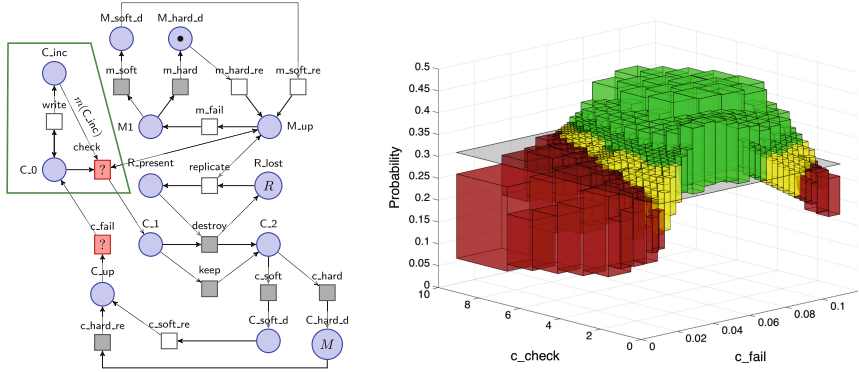 M_soft_d
M_hard_d
C_inc
m_soft
m_hard
m_hard_re
m_soft_re
write
m(C_inc)
m_fail
M1
M_up
check
R_present
R_lost
C_0
?
replicate
R
c_fail
C_1
destroy
C_2
?
keep
C_up
c_soft
c_hard
c_hard_re
c_soft_re
C_soft_d
C_hard_d
M
Probability
0.5
0.45
0.4
0.35
0.3
0.25
0.2
0.15
0.1
0.05
0
10
8
6
4
2
0
c_check
0
0.02
0.04
0.06
0.08
0.1
c_fail